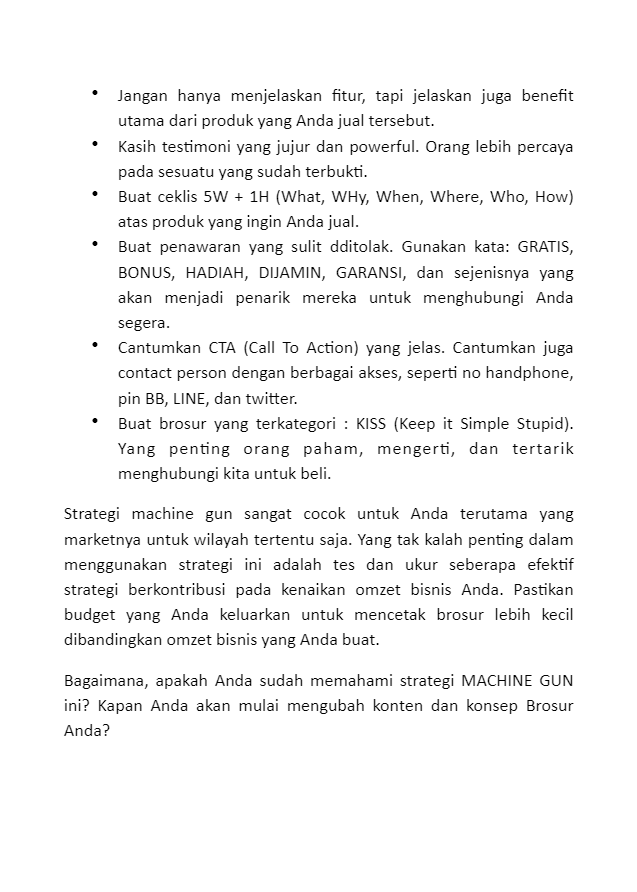 • Jangan hanya menjelaskan fitur, tapi jelaskan juga benefit
utama dari produk yang Anda jual tersebut.
• Kasih testimoni yang jujur dan powerful. Orang lebih percaya
pada sesuatu yang sudah terbukti.
• Buat ceklis 5W + 1H (What, WHy, When, Where, Who, How)
atas produk yang ingin Anda jual.
• Buat penawaran yang sulit dditolak. Gunakan kata: GRATIS,
BONUS, HADIAH, DIJAMIN, GARANSI, dan sejenisnya yang
akan menjadi penarik mereka untuk menghubungi Anda
segera.
• Cantumkan CTA (Call To Action) yang jelas. Cantumkan juga
contact person dengan berbagai akses, seperti no handphone,
pin BB, LINE, dan twitter.
• Buat brosur yang terkategori : KISS (Keep it Simple Stupid).
Yang penting orang paham, mengerti, dan tertarik
menghubungi kita untuk beli.
Strategi machine gun sangat cocok untuk Anda terutama yang
marketnya untuk wilayah tertentu saja. Yang tak kalah penting dalam
menggunakan strategi ini adalah tes dan ukur seberapa efektif
strategi berkontribusi pada kenaikan omzet bisnis Anda. Pastikan
budget yang Anda keluarkan untuk mencetak brosur lebih kecil
dibandingkan omzet bisnis yang Anda buat.
Bagaimana, apakah Anda sudah memahami strategi MACHINE GUN
ini? Kapan Anda akan mulai mengubah konten dan konsep Brosur
Anda?